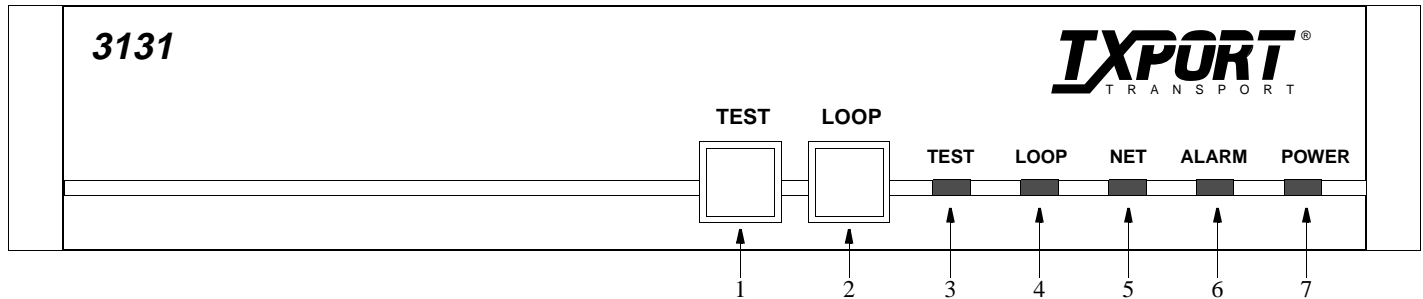 3131
TXPORT ®
TRANSPORT
TEST LOOP
TEST LOOP NET ALARM POWER
1 2 3 4 5 6 7